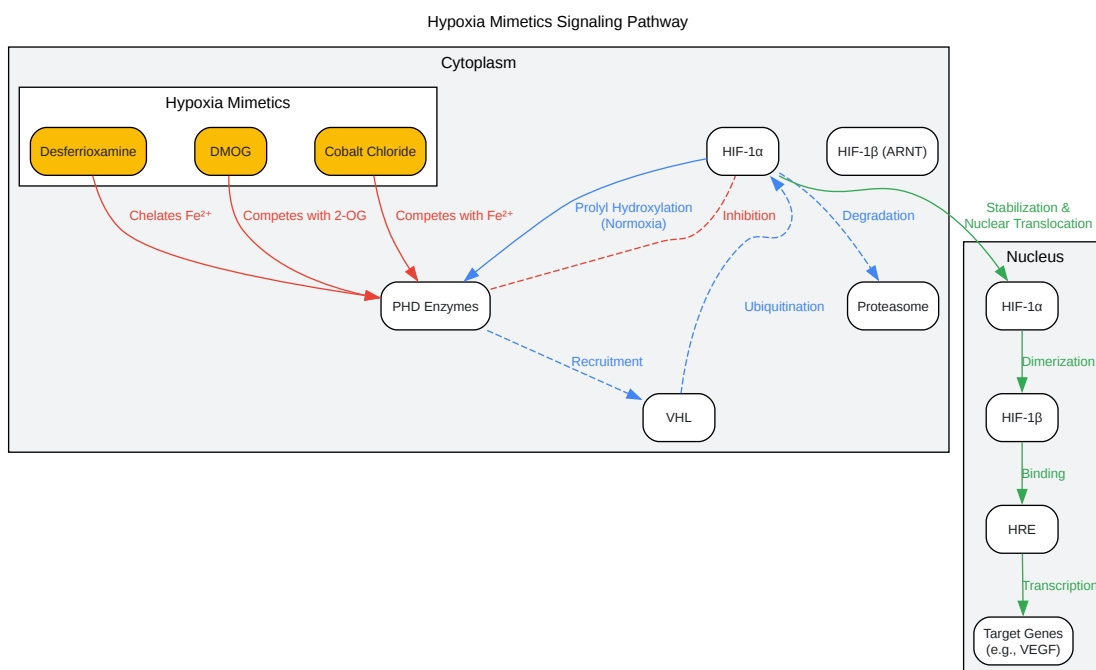 Hypoxia Mimetics Signaling Pathway
Cytoplasm
Hypoxia Mimetics
Desferrioxamine
DMOG
Cobalt Chloride
HIF-1α
HIF-1β (ARNT)
Chelates Fe²⁺
Competes with 2-OG
Competes with Fe²⁺
Prolyl Hydroxylation
(Normoxia)
Inhibition
Degradation
Stabilization &
Nuclear Translocation
Nucleus
PHD Enzymes
Ubiquitination
Proteasome
HIF-1α
Recruitment
Dimerization
VHL
HIF-1β
Binding
HRE
Transcription
Target Genes
(e.g., VEGF)